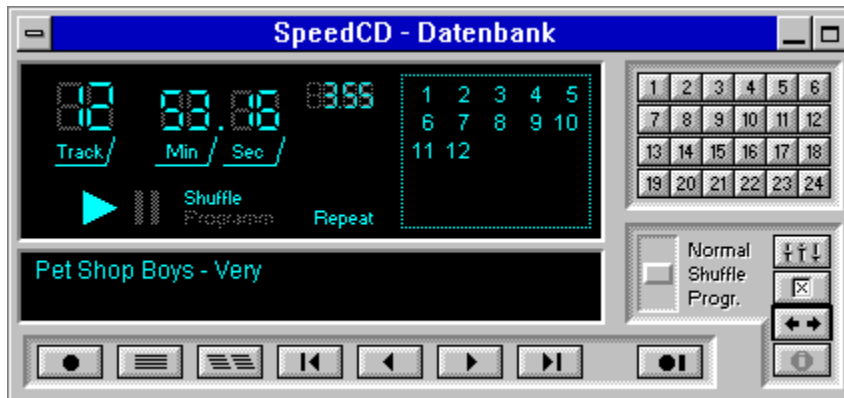 SpeedCD - Datenbank
12 53.16 3.55
Track Min Sec
Shuffle
Programm
Repeat
1 2 3 4 5
6 7 8 9 10
11 12
Pet Shop Boys - Very
1 2 3 4 5 6
7 8 9 10 11 12
13 14 15 16 17 18
19 20 21 22 23 24
Normal
Shuffle
Progr.